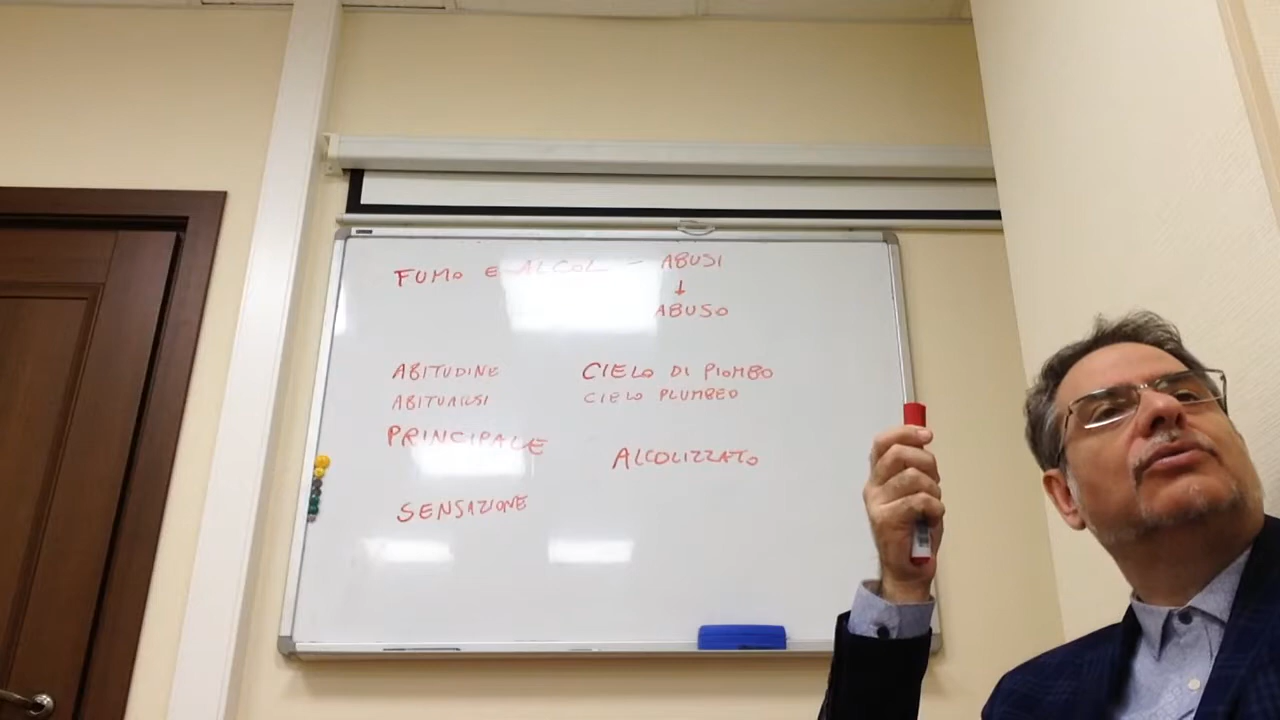 FUMO E ALCOL - ABUSI
↓
ABUSO
ABITUDINE
ABITUARSI
PRINCIPALE
SENSAZIONE
CIELO DI PIOMBO
CIELO PLUMBEO
ALCOLIZZATO